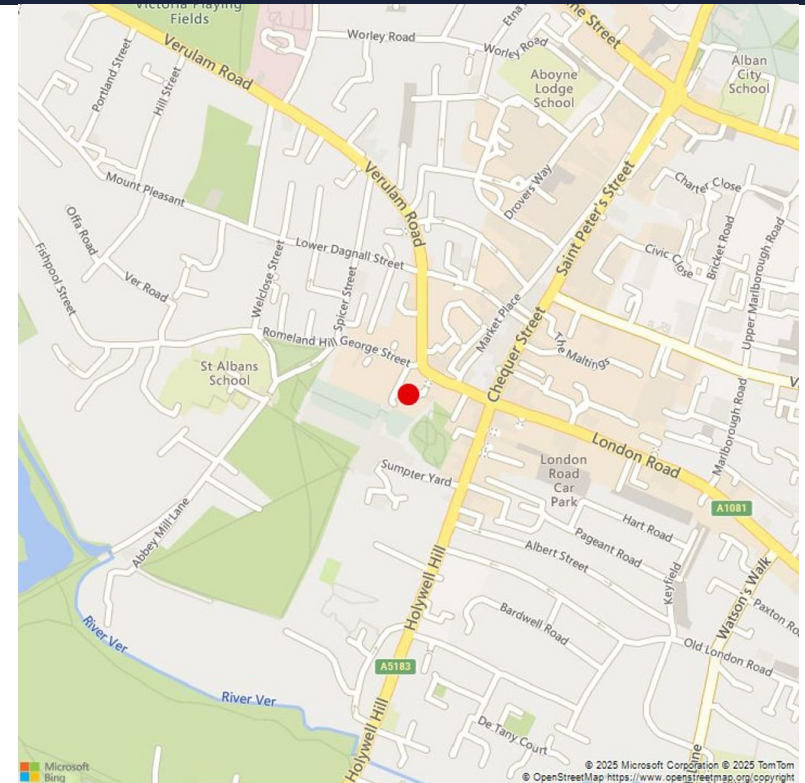 Victoria Playing
Fields
Verulam Road
Portland Street
Hill Street
Worley Road
Etna
Worley Road
ne Street
Aboyne
Lodge
School
Alban
City
School
Verulam Road
Drovers Way
Saint Peter's Street
Charter Close
Mount Pleasant
Offa Road
Fishpool Street
Ver Road
Welclose Street
Lower Dagnall Street
Spicer Street
Civic Close
Bricket Road
Upper Marlborough Road
Romeland Hill
George Street
Market Place
Chequer Street
The Maltings
V
St Albans
School
Marlborough Road
London Road
Sumpter Yard
London
Road
Car
Park
A1081
Abbey Mill Lane
Hart Road
Pageant Road
Albert Street
Keyfield
Watson's Walk
Holywell Hill
Bardwell Road
Paxton Ro
Old London Road
River Ver
A5183
River Ver
De Tany Court
Holywell Hill
ane
Microsoft
Bing
© 2025 Microsoft Corporation © 2025 TomTom
© OpenStreetMap https://www.openstreetmap.org/copyright